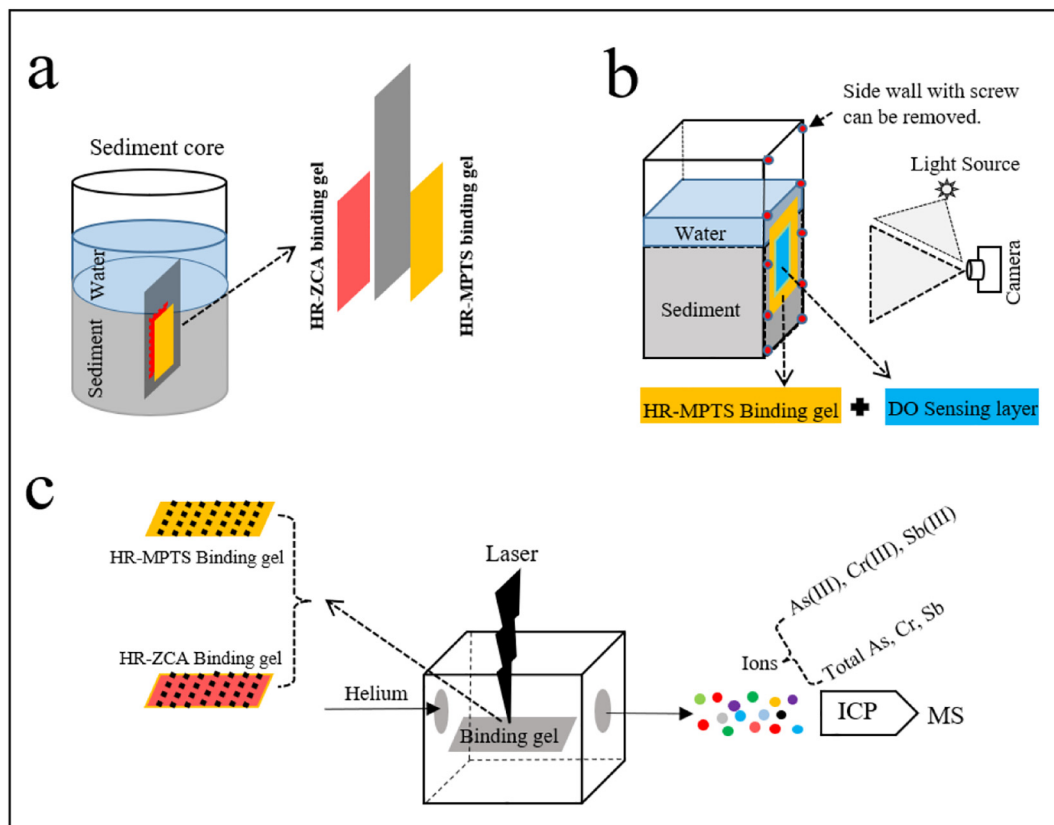 a
Sediment core
Water
Sediment
HR-ZCA binding gel
HR-MPTS binding gel
b
Side wall with screw
can be removed.
Light Source
Camera
Water
Sediment
HR-MPTS Binding gel
DO Sensing layer
c
HR-MPTS Binding gel
HR-ZCA Binding gel
Laser
Helium
Binding gel
Ions
As(III), Cr(III), Sb(III)
Total As, Cr, Sb
ICP
MS